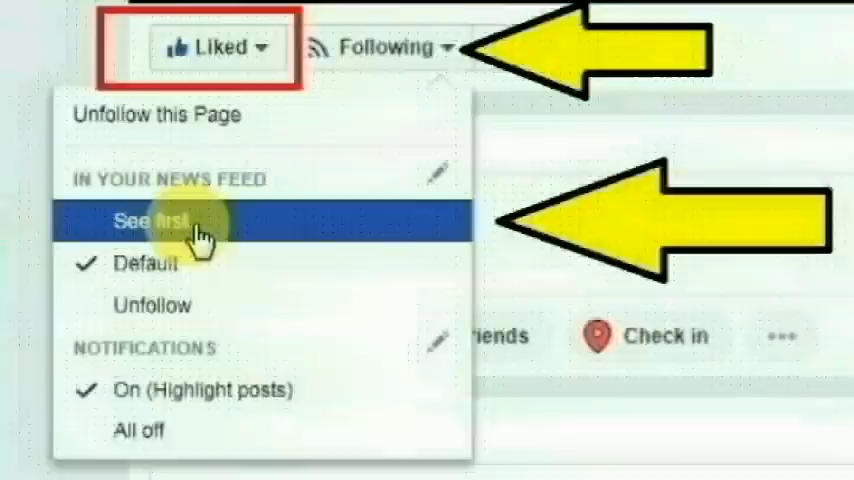 Liked Following
Unfollow this Page
IN YOUR NEWS FEED
See first
Default
Unfollow
NOTIFICATIONS
riends Check in
On (Highlight posts)
All off